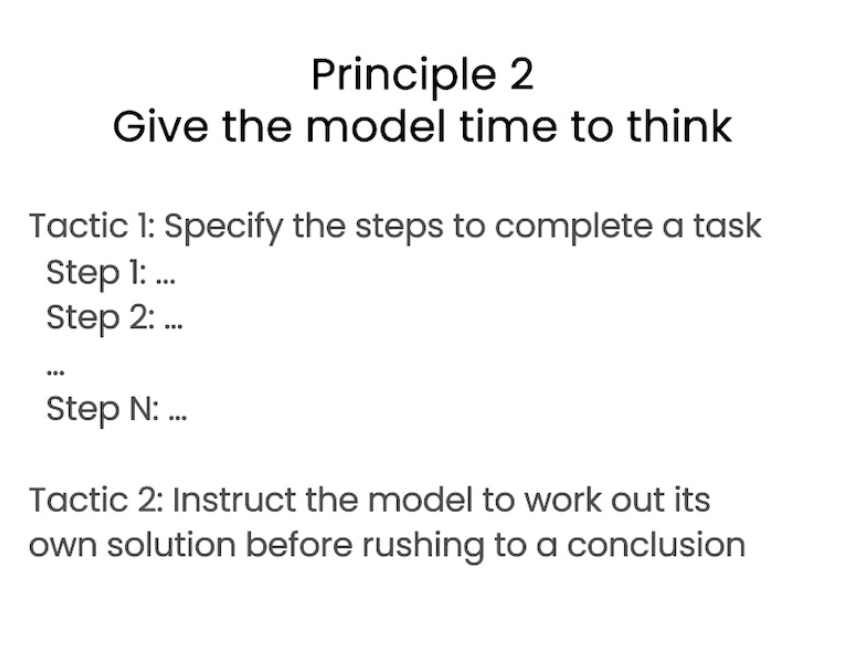 Principle 2
Give the model time to think
Tactic 1: Specify the steps to complete a task
Step 1: ...
Step 2: ...
...
Step N: ...
Tactic 2: Instruct the model to work out its
own solution before rushing to a conclusion